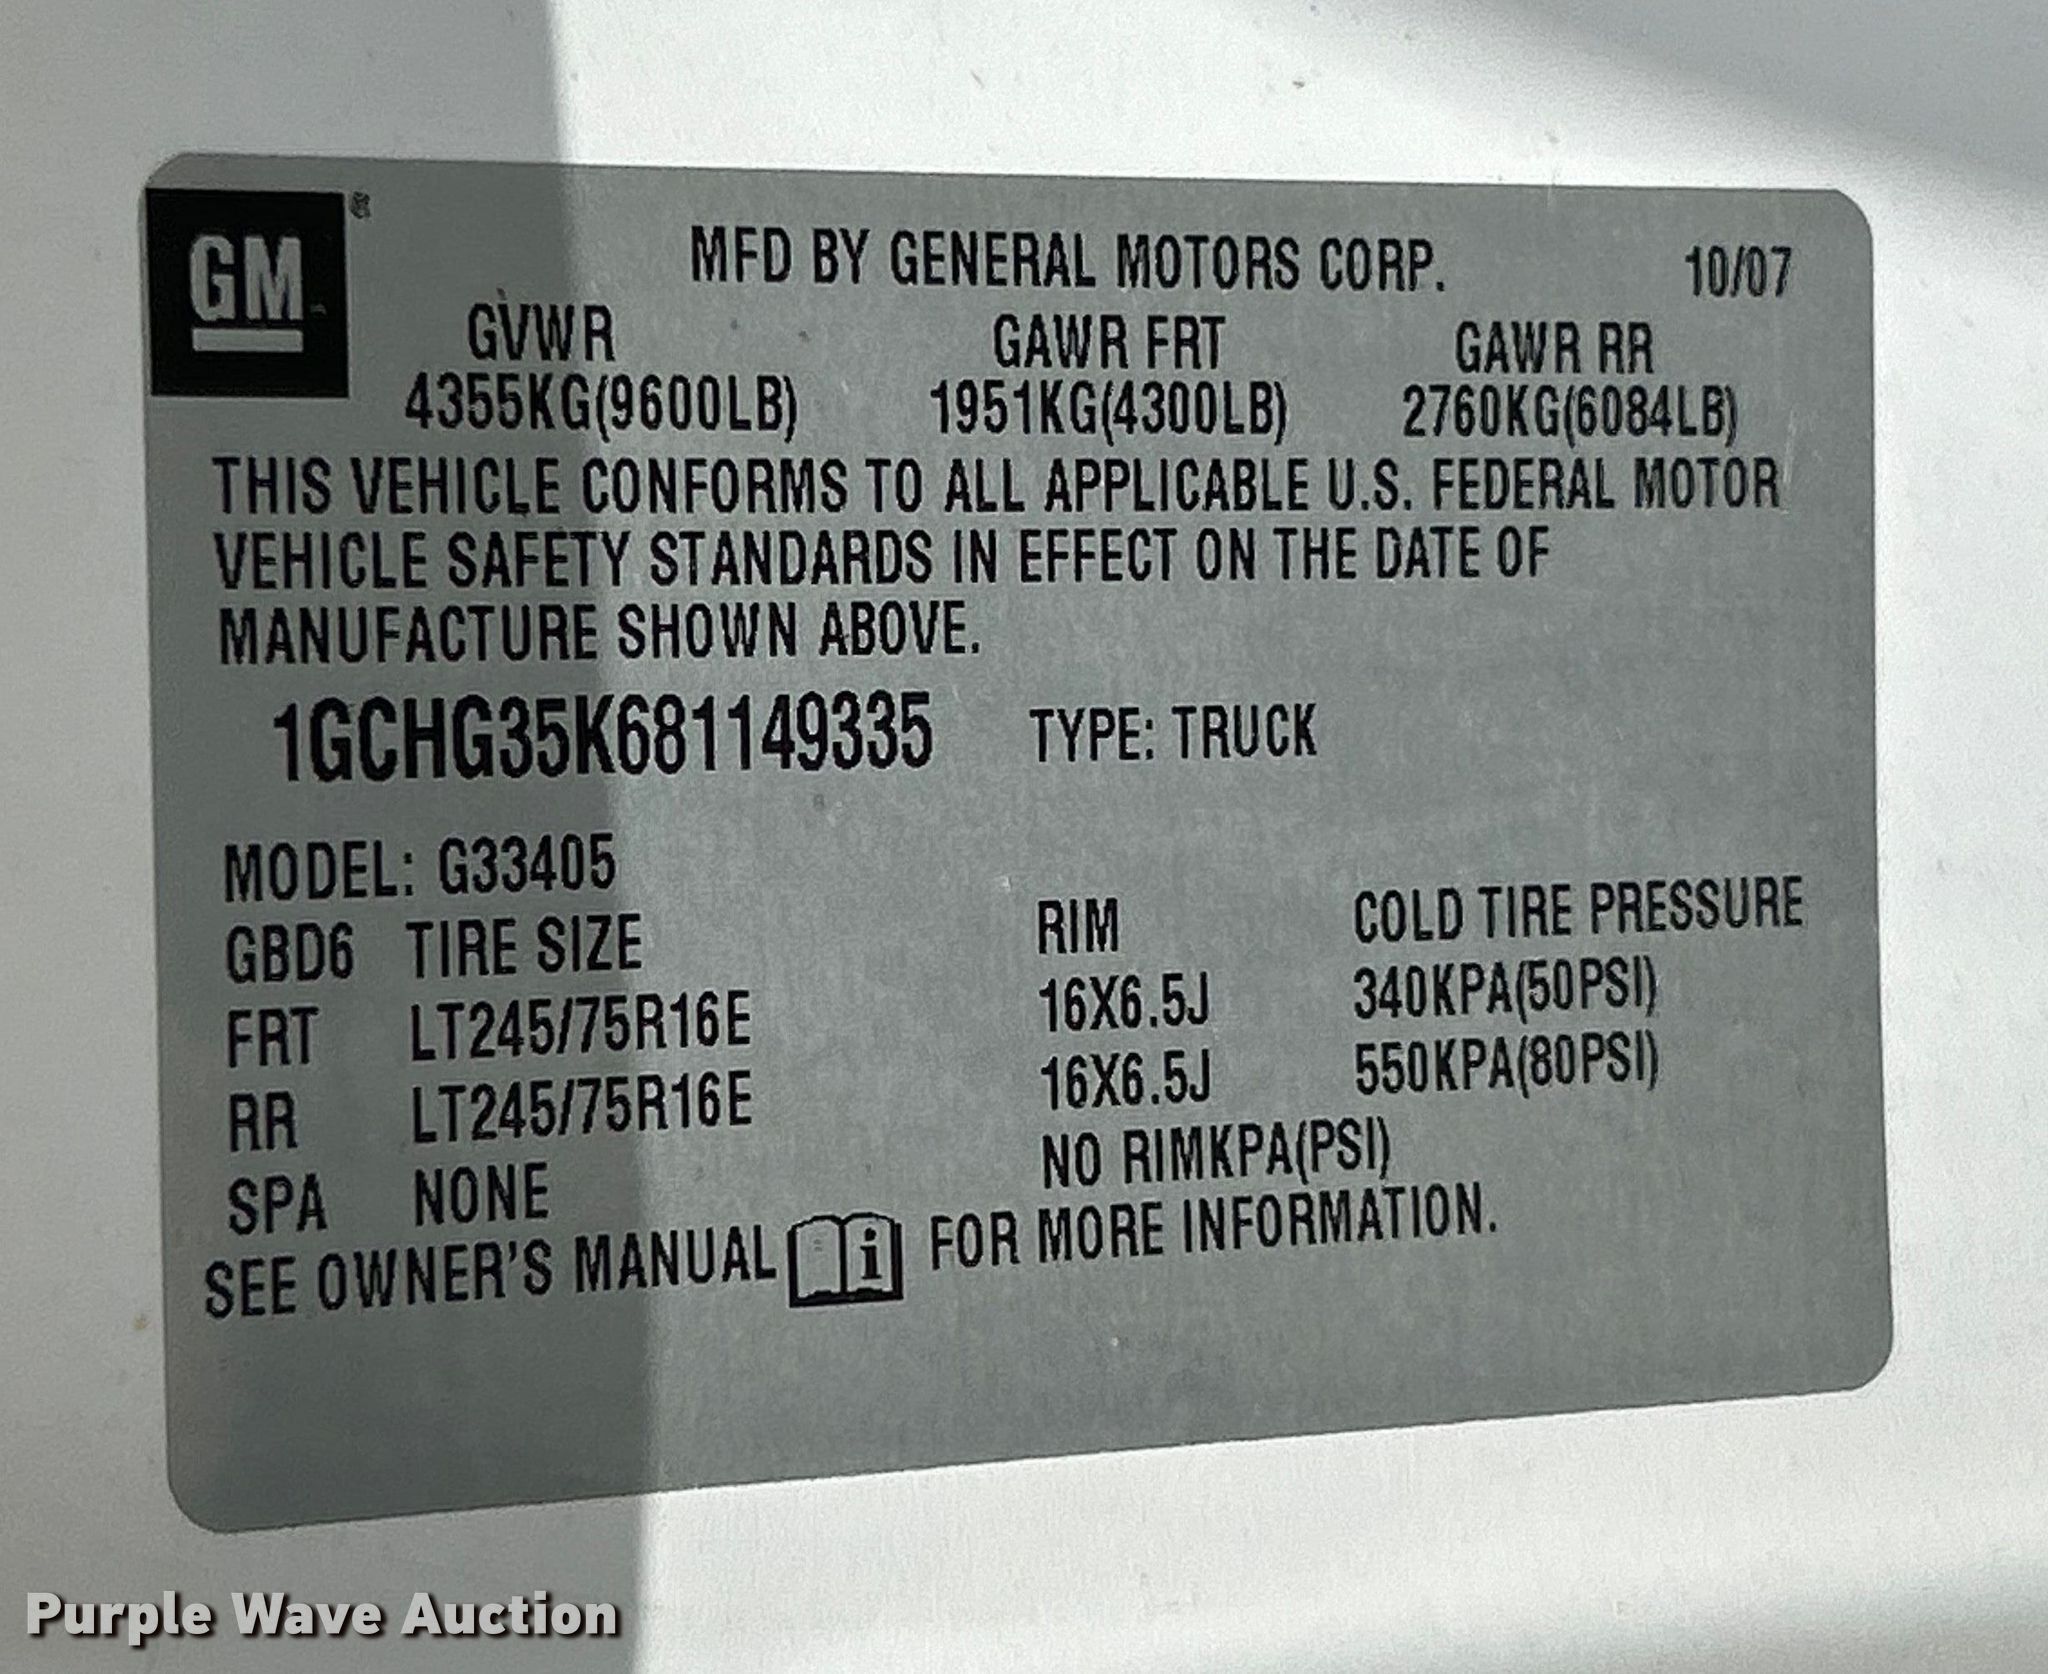 GM
MFD BY GENERAL MOTORS CORP. 10/07
GVWR GAWR FRT GAWR RR
4355KG(9600LB) 1951KG(4300LB) 2760KG(6084LB)
THIS VEHICLE CONFORMS TO ALL APPLICABLE U.S. FEDERAL MOTOR
VEHICLE SAFETY STANDARDS IN EFFECT ON THE DATE OF
MANUFACTURE SHOWN ABOVE.
1GCHG35K681149335 TYPE: TRUCK
MODEL: G33405
GBD6 TIRE SIZE RIM COLD TIRE PRESSURE
FRT LT245/75R16E 16X6.5J 340KPA(50PSI)
RR LT245/75R16E 16X6.5J 550KPA(80PSI)
SPA NONE NO RIMKPA(PSI)
SEE OWNER'S MANUAL i FOR MORE INFORMATION.
Purple Wave Auction